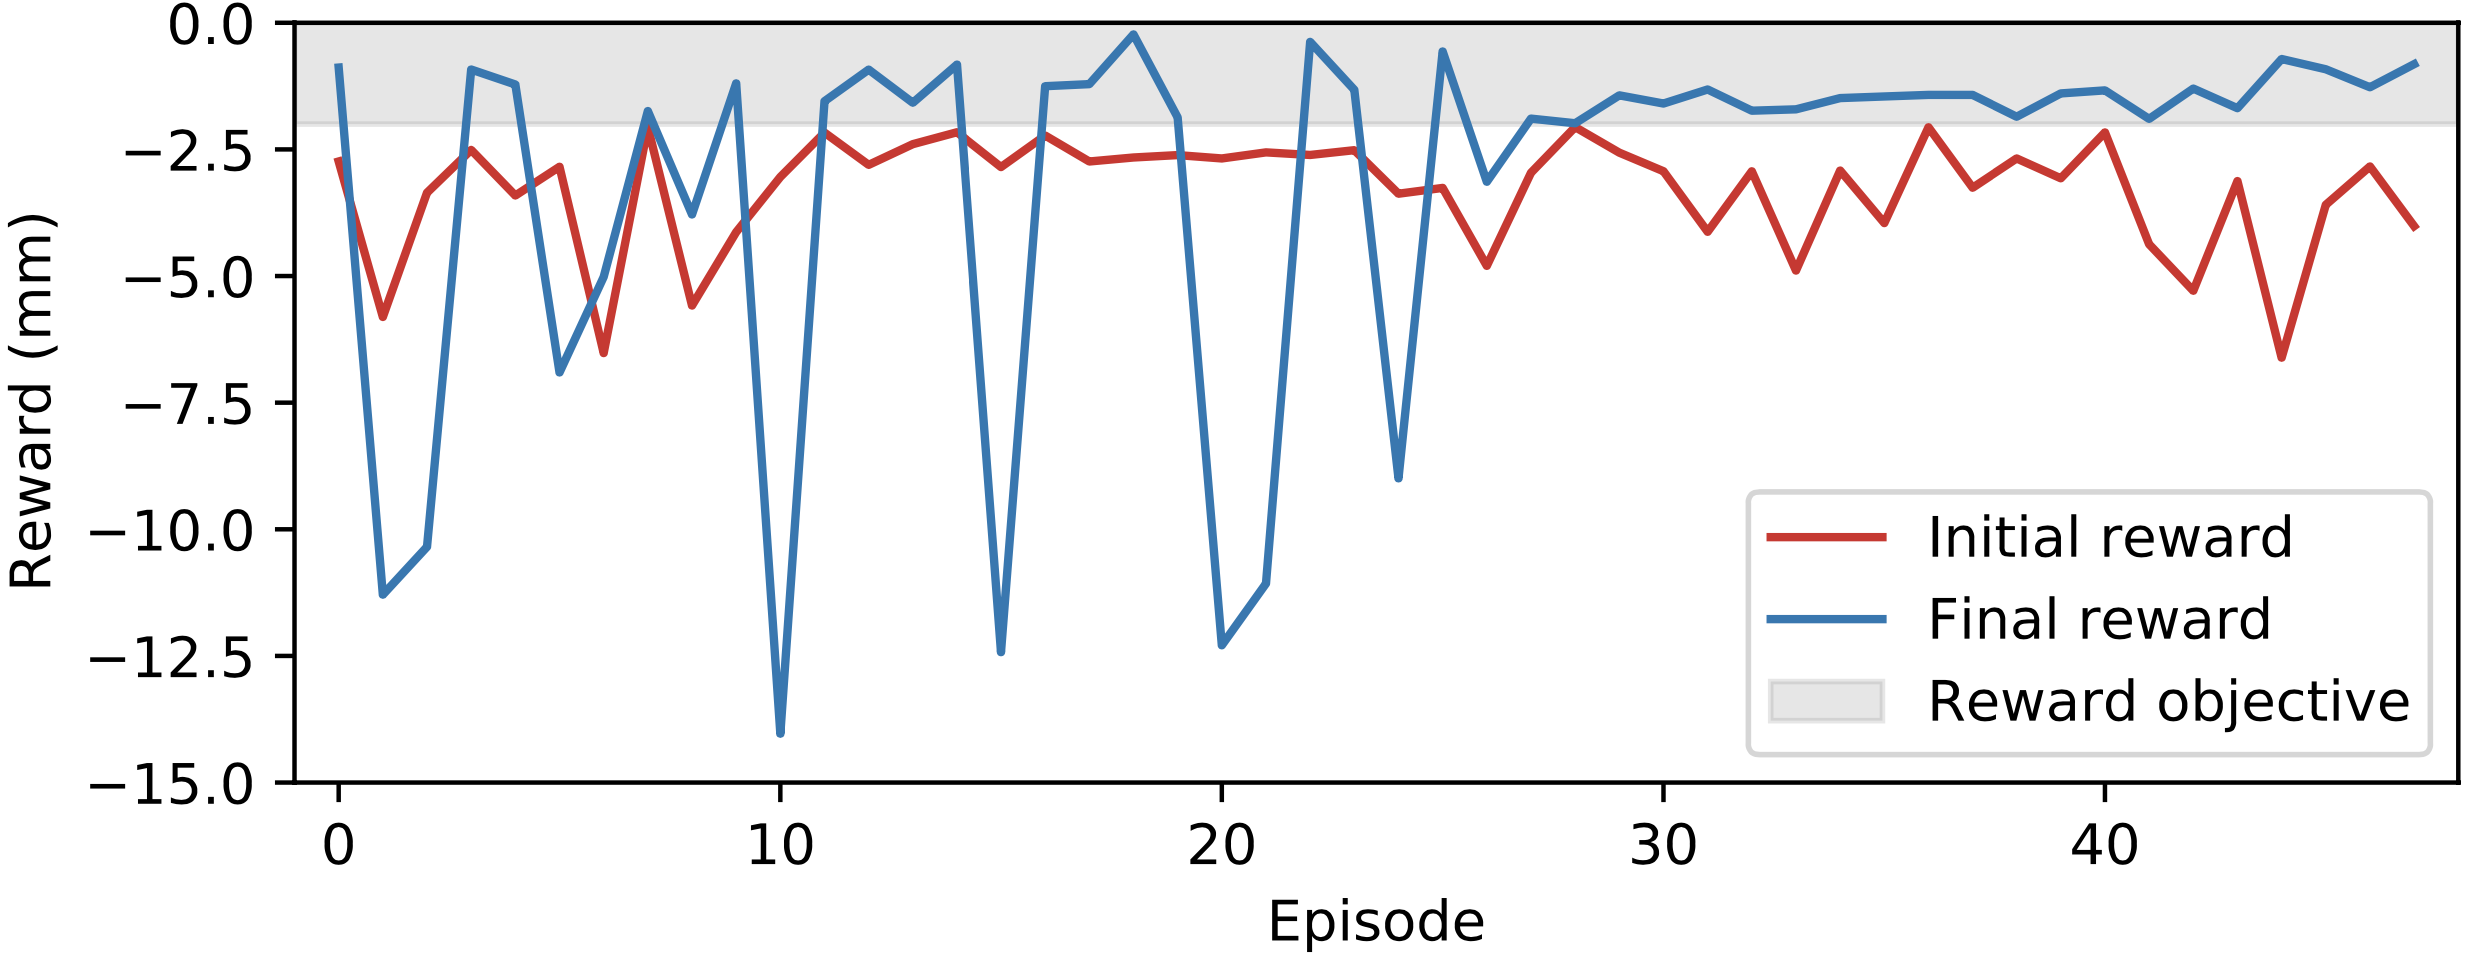 0.0
−2.5
−5.0
−7.5
−10.0
−12.5
−15.0
Reward (mm)
0 10 20 30 40
Episode
Initial reward
Final reward
Reward objective